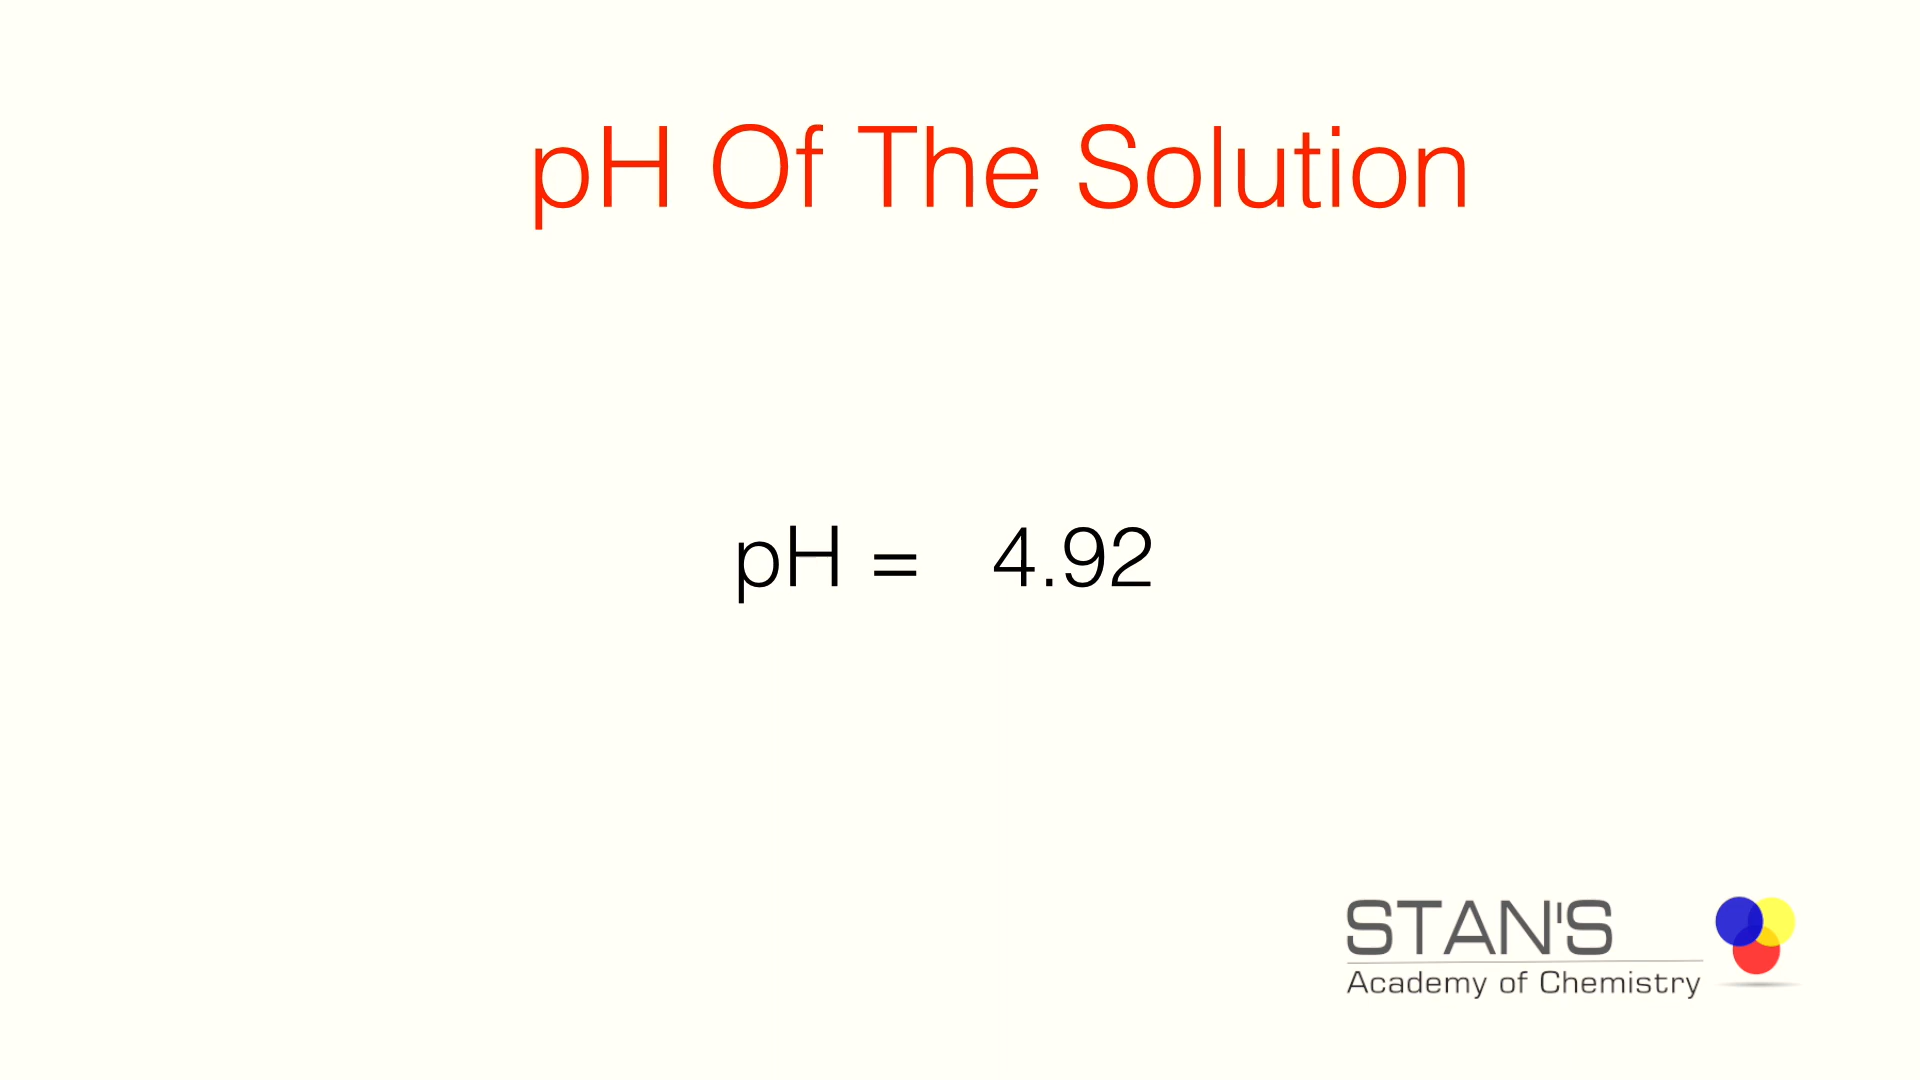 pH Of The Solution
pH = 4.92
STAN'S
Academy of Chemistry